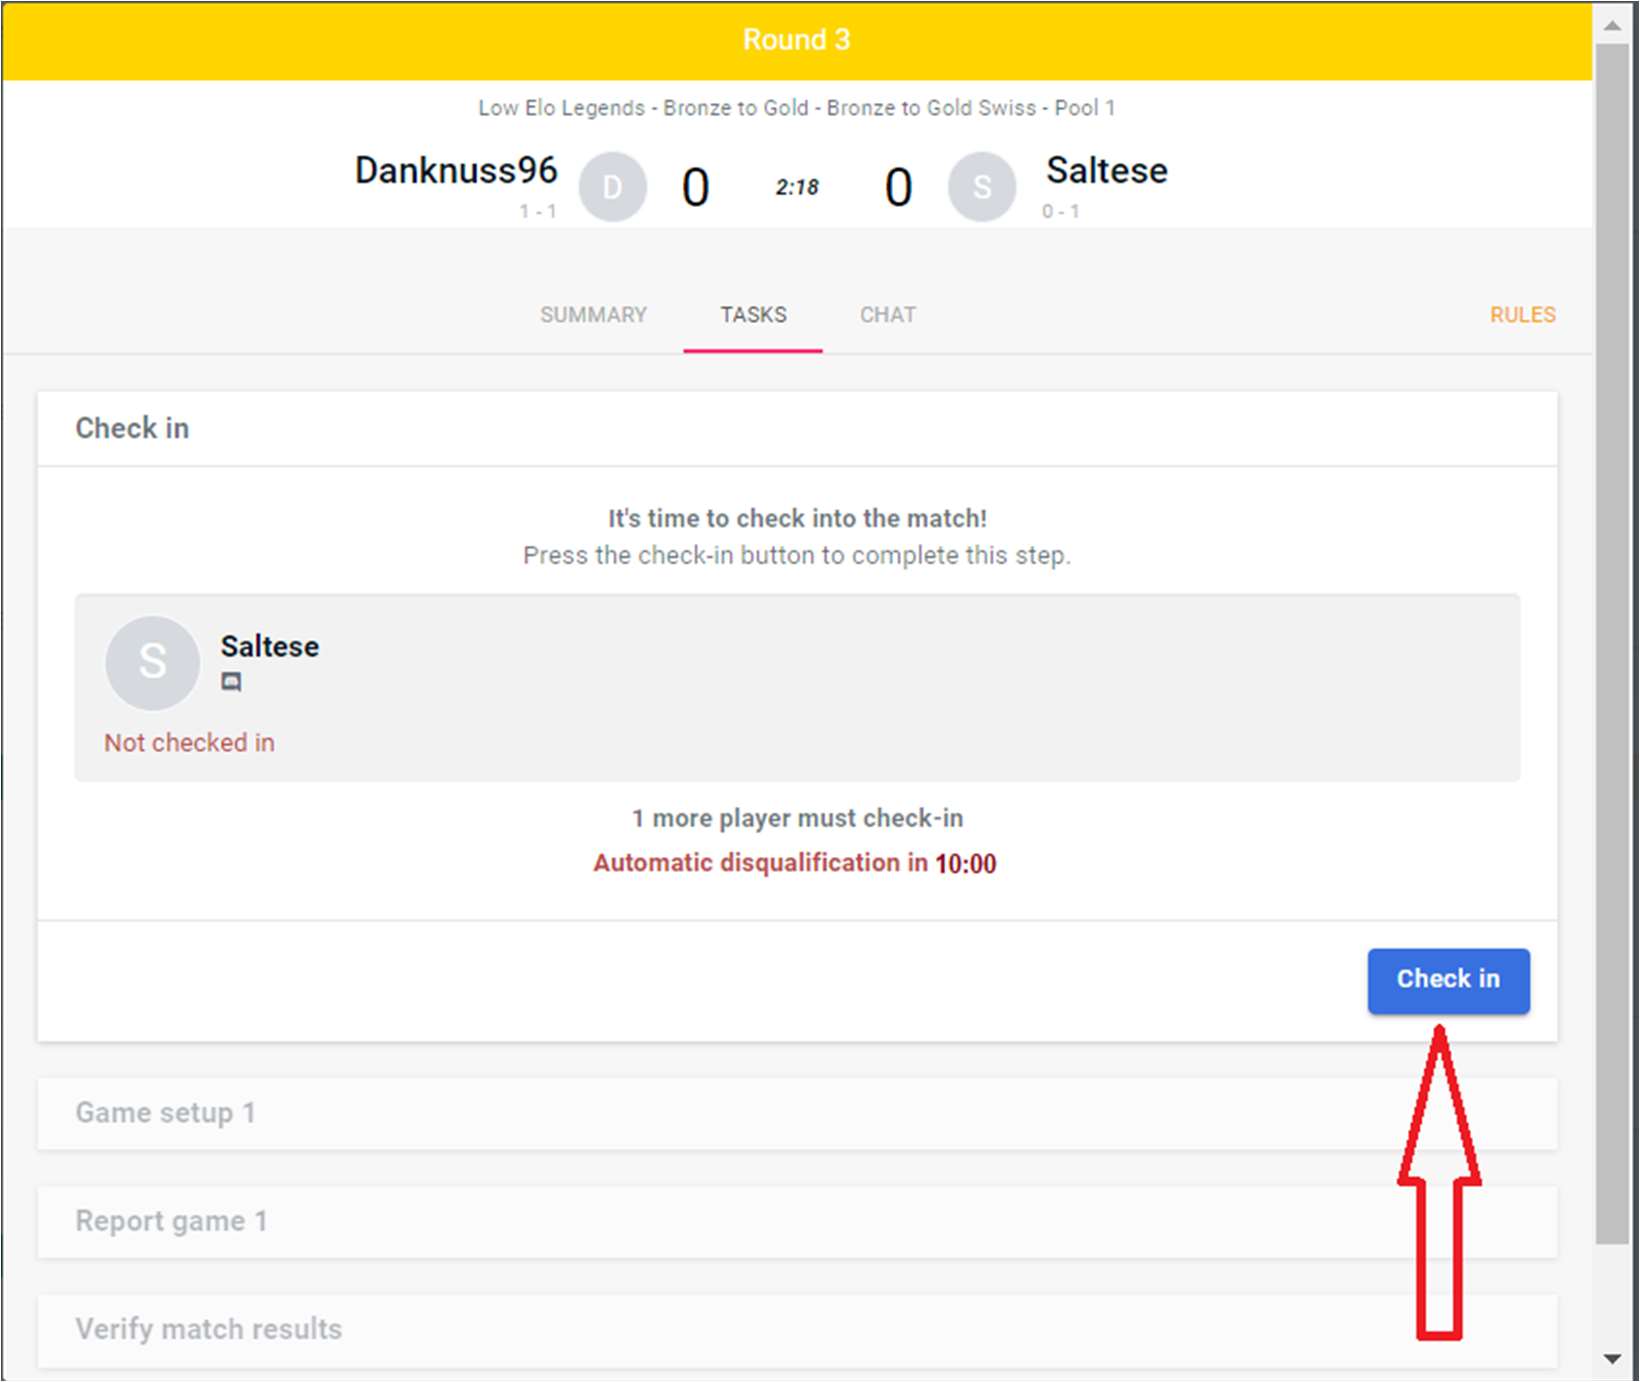 Round 3
Low Elo Legends - Bronze to Gold - Bronze to Gold Swiss - Pool 1
Danknuss96 D 0 2:18 0 S Saltese
1 - 1 0 - 1
SUMMARY TASKS CHAT RULES
Check in
It's time to check into the match!
Press the check-in button to complete this step.
S Saltese
Not checked in
1 more player must check-in
Automatic disqualification in 10:00
Check in
Game setup 1
Report game 1
Verify match results